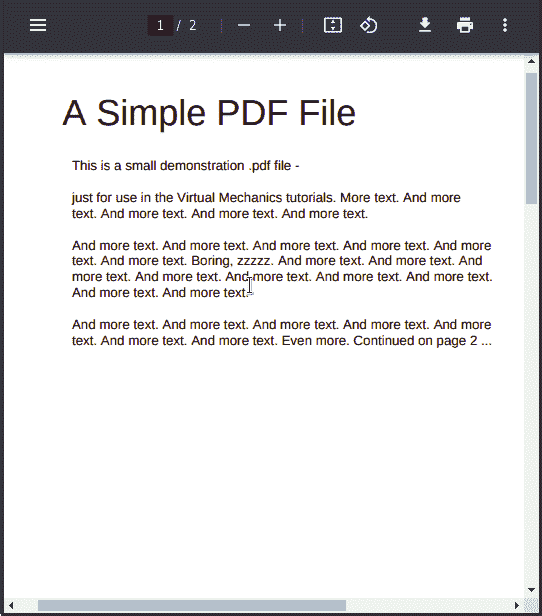 1 / 2
A Simple PDF File
This is a small demonstration .pdf file -
just for use in the Virtual Mechanics tutorials. More text. And more
text. And more text. And more text. And more text.
And more text. And more text. And more text. And more text. And more
text. And more text. Boring, zzzzz. And more text. And more text. And
more text. And more text. And more text. And more text. And more text.
And more text. And more text.
And more text. And more text. And more text. And more text. And more
text. And more text. And more text. Even more. Continued on page 2 ...